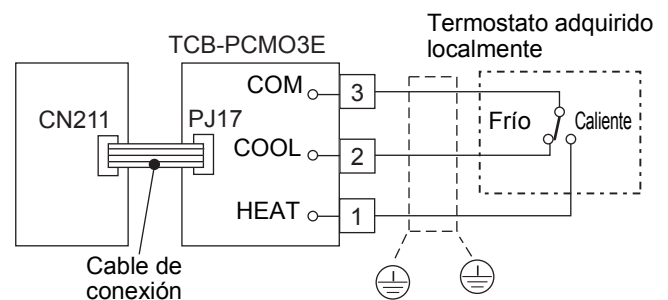 Termostato adquirido
localmente
TCB-PCMO3E
CN211
PJ17
COM
3
COOL
2
HEAT
1
Frío
Caliente
Cable de
conexión